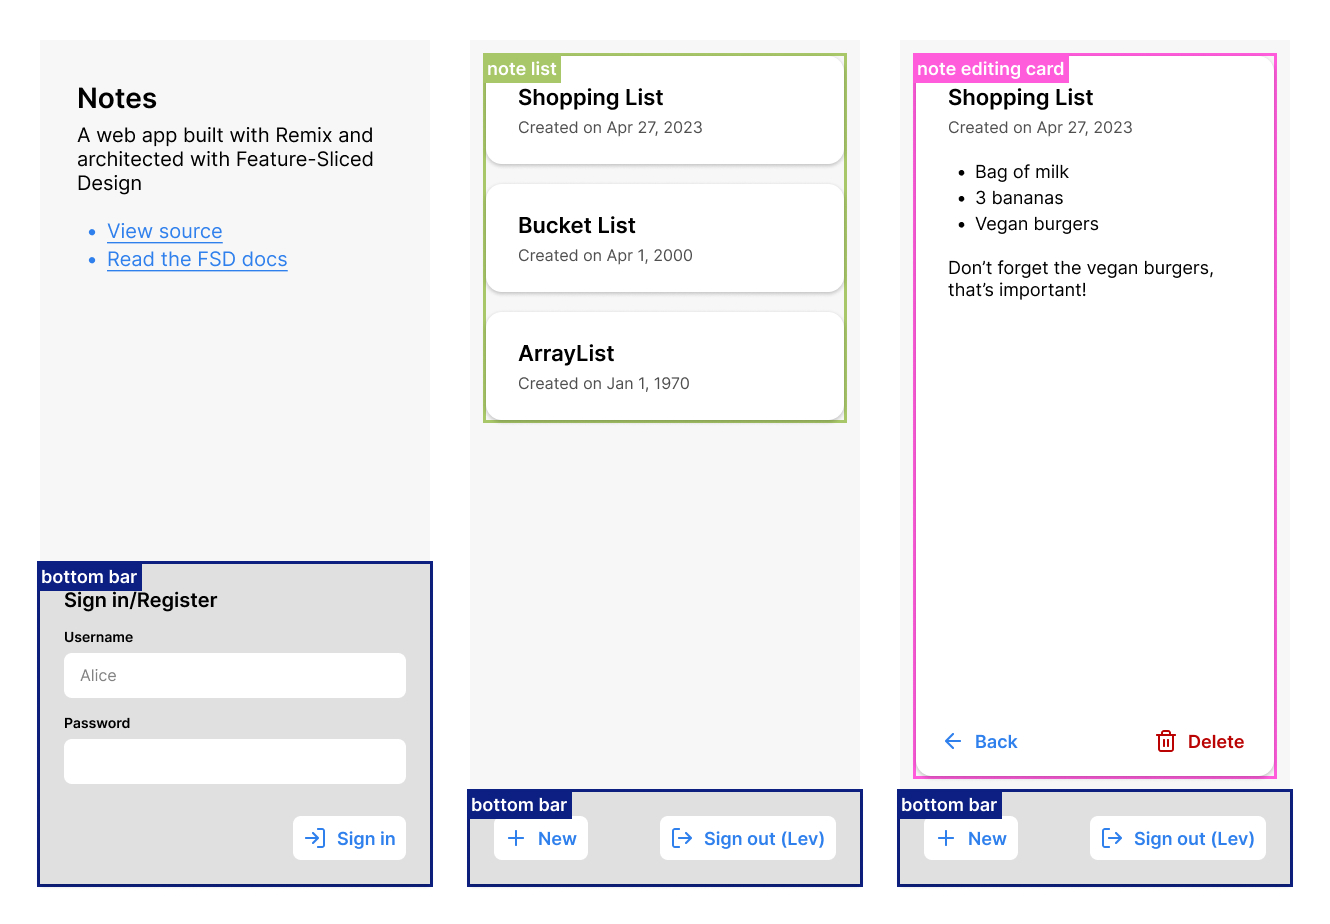 Notes
A web app built with Remix and
architected with Feature-Sliced
Design
• View source
• Read the FSD docs
bottom bar
Sign in/Register
Username
Alice
Password
Sign in
note list
Shopping List
Created on Apr 27, 2023
Bucket List
Created on Apr 1, 2000
ArrayList
Created on Jan 1, 1970
bottom bar
New
Sign out (Lev)
note editing card
Shopping List
Created on Apr 27, 2023
• Bag of milk
• 3 bananas
• Vegan burgers
Don’t forget the vegan burgers,
that’s important!
Back
Delete
bottom bar
New
Sign out (Lev)